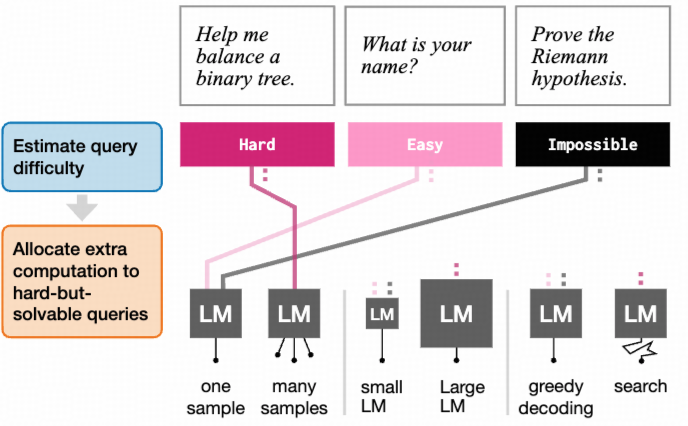 Help me
balance a
binary tree.
What is your
name?
Prove the
Riemann
hypothesis.
Estimate query
difficulty
Hard
Easy
Impossible
Allocate extra
computation to
hard-but-
solvable queries
LM
LM
LM
LM
LM
LM
one
sample
many
samples
small
LM
Large
LM
greedy
decoding
search